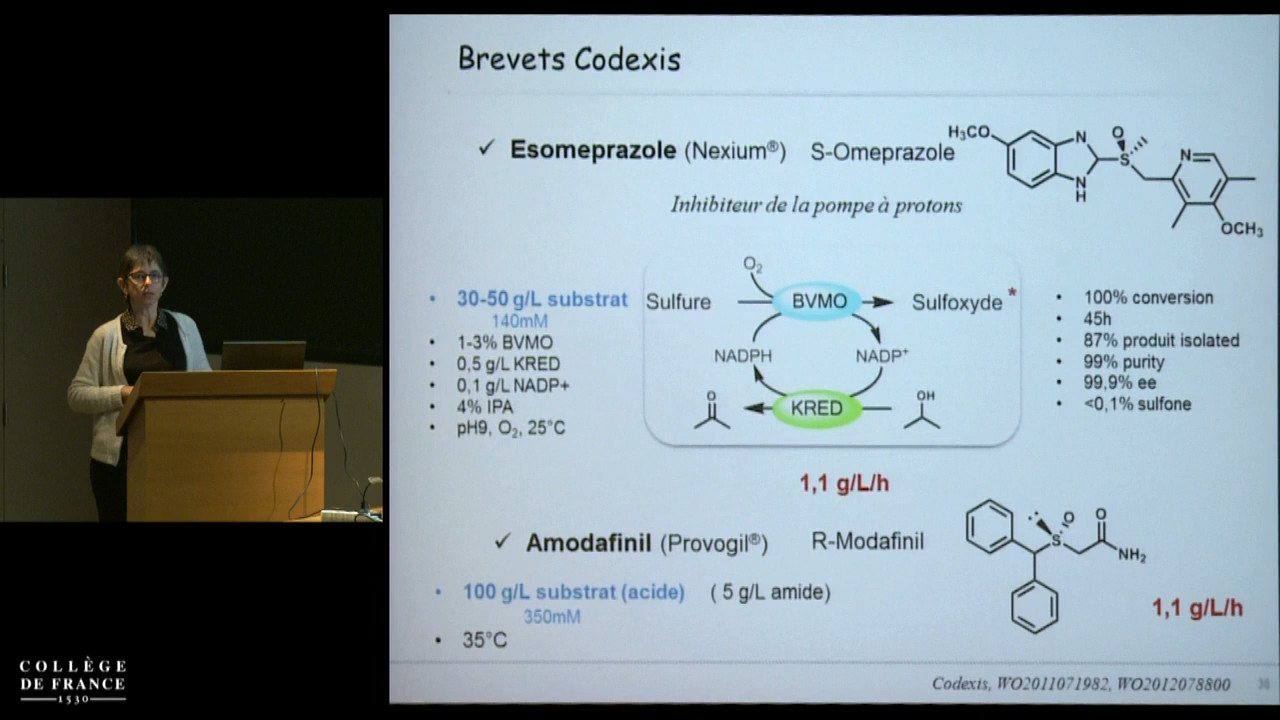 Brevets Codexis
✓ Esomeprazole (Nexium®) S-Omeprazole
H₃CO
N
N
H
O
S
N
OCH₃
Inhibiteur de la pompe à protons
• 30-50 g/L substrat
140mM
• 1-3% BVMO
• 0,5 g/L KRED
• 0,1 g/L NADP+
• 4% IPA
• pH9, O₂, 25°C
O₂
Sulfure
BVMO
Sulfoxyde *
NADPH
NADP⁺
O
KRED
OH
• 100% conversion
• 45h
• 87% produit isolated
• 99% purity
• 99,9% ee
• <0,1% sulfone
1,1 g/L/h
✓ Amodafinil (Provogil®) R-Modafinil
O
S
O
NH₂
• 100 g/L substrat (acide) ( 5 g/L amide)
350mM
• 35°C
1,1 g/L/h
Codexis, WO2011071982, WO2012078800
COLLÈGE
DE FRANCE
1530